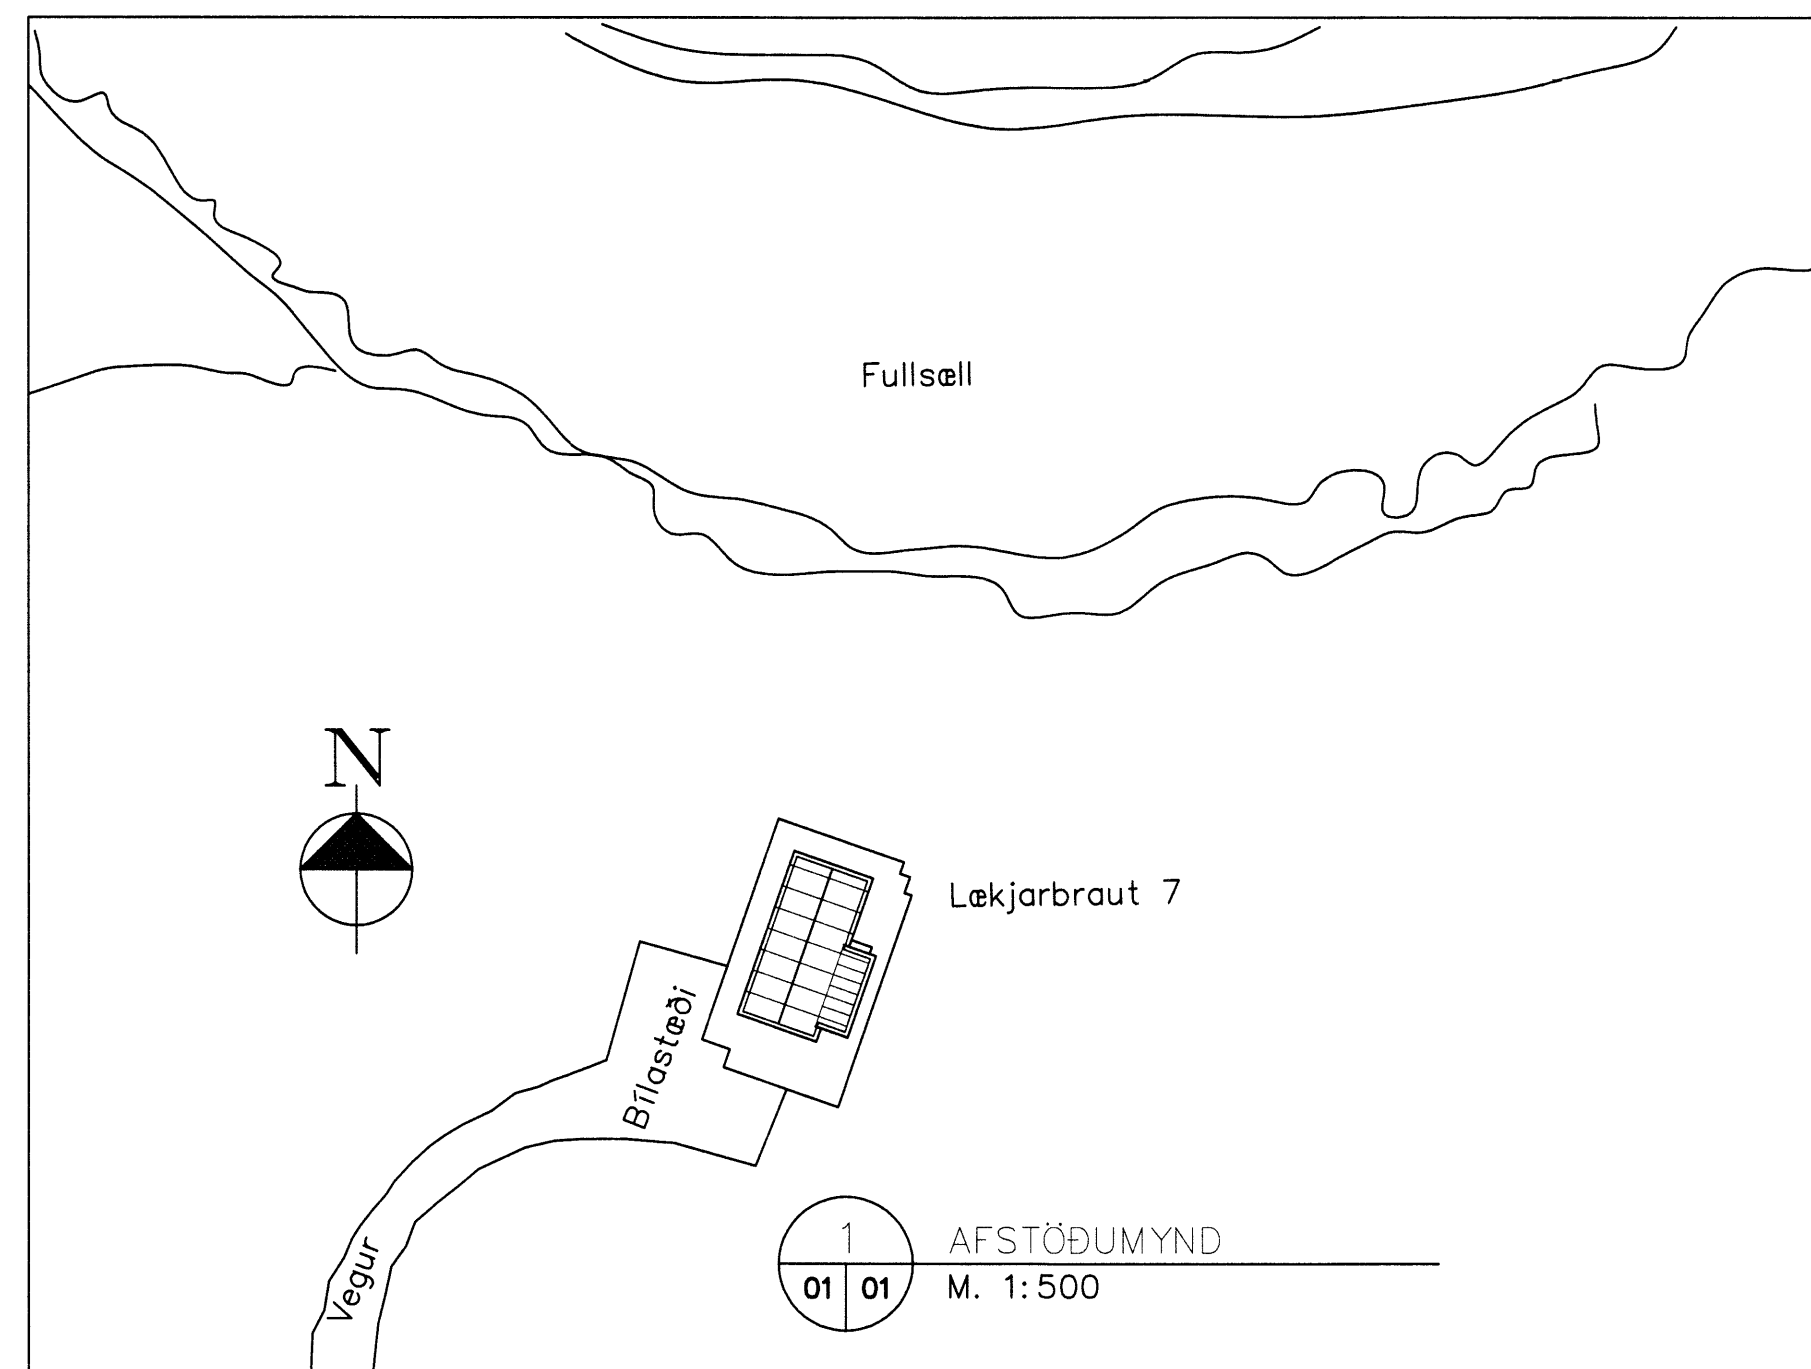 Fullsæll
N
Lækjarbraut 7
Bílastæði
Vegur
1
01 01
AFSTÖÐUMYND
M. 1:500